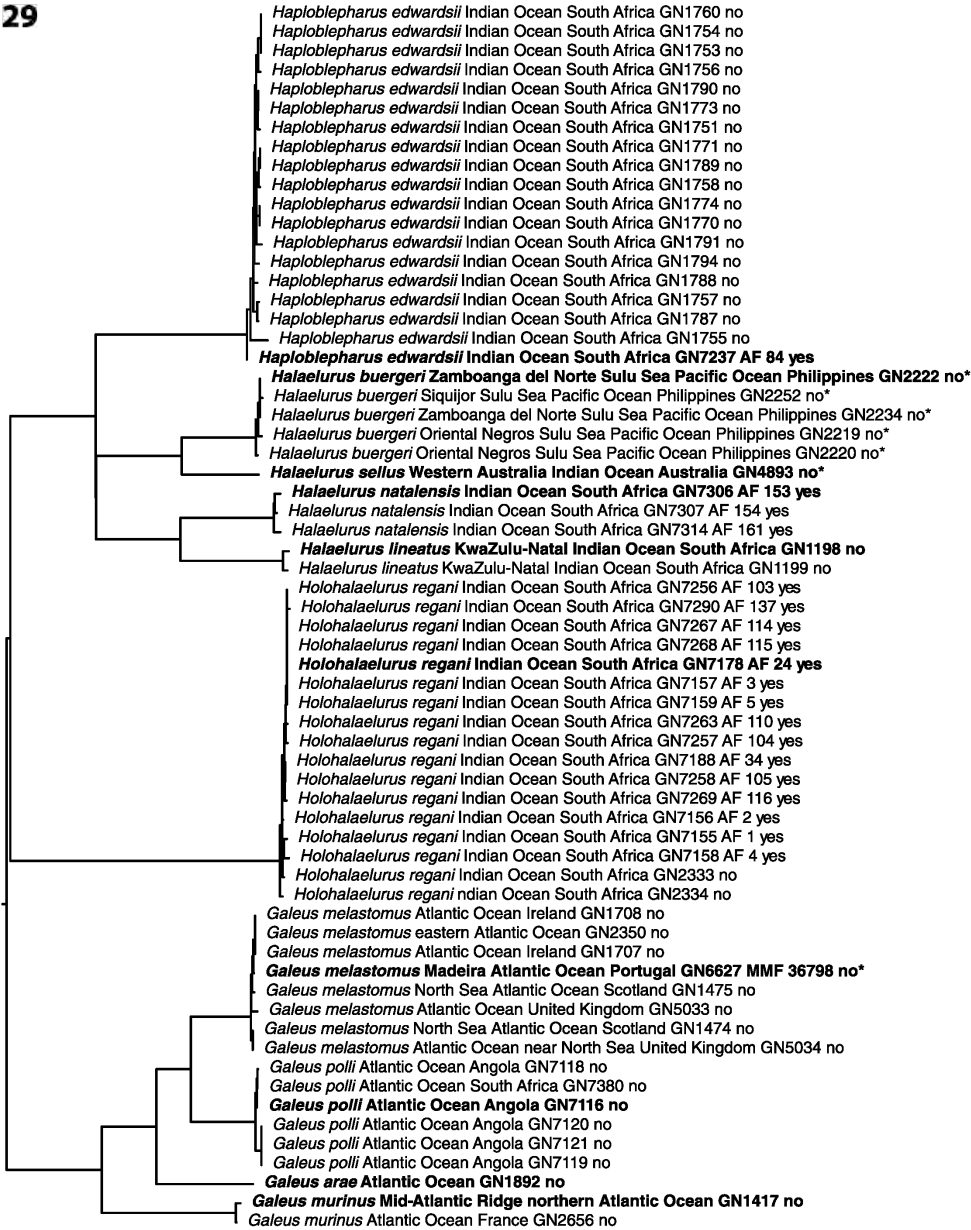 29
Haploblepharus edwardsii Indian Ocean South Africa GN1760 no
Haploblepharus edwardsii Indian Ocean South Africa GN1754 no
Haploblepharus edwardsii Indian Ocean South Africa GN1753 no
Haploblepharus edwardsii Indian Ocean South Africa GN1756 no
Haploblepharus edwardsii Indian Ocean South Africa GN1790 no
Haploblepharus edwardsii Indian Ocean South Africa GN1773 no
Haploblepharus edwardsii Indian Ocean South Africa GN1751 no
Haploblepharus edwardsii Indian Ocean South Africa GN1771 no
Haploblepharus edwardsii Indian Ocean South Africa GN1789 no
Haploblepharus edwardsii Indian Ocean South Africa GN1758 no
Haploblepharus edwardsii Indian Ocean South Africa GN1774 no
Haploblepharus edwardsii Indian Ocean South Africa GN1770 no
Haploblepharus edwardsii Indian Ocean South Africa GN1791 no
Haploblepharus edwardsii Indian Ocean South Africa GN1794 no
Haploblepharus edwardsii Indian Ocean South Africa GN1788 no
Haploblepharus edwardsii Indian Ocean South Africa GN1757 no
Haploblepharus edwardsii Indian Ocean South Africa GN1787 no
Haploblepharus edwardsii Indian Ocean South Africa GN1755 no
Haploblepharus edwardsii Indian Ocean South Africa GN7237 AF 84 yes
Halaelurus buergeri Zamboanga del Norte Sulu Sea Pacific Ocean Philippines GN2222 no*
Halaelurus buergeri Siquijor Sulu Sea Pacific Ocean Philippines GN2252 no*
Halaelurus buergeri Zamboanga del Norte Sulu Sea Pacific Ocean Philippines GN2234 no*
Halaelurus buergeri Oriental Negros Sulu Sea Pacific Ocean Philippines GN2219 no*
Halaelurus buergeri Oriental Negros Sulu Sea Pacific Ocean Philippines GN2220 no*
Halaelurus sellus Western Australia Indian Ocean Australia GN4893 no*
Halaelurus natalensis Indian Ocean South Africa GN7306 AF 153 yes
Halaelurus natalensis Indian Ocean South Africa GN7307 AF 154 yes
Halaelurus natalensis Indian Ocean South Africa GN7314 AF 161 yes
Halaelurus lineatus KwaZulu-Natal Indian Ocean South Africa GN1198 no
Halaelurus lineatus KwaZulu-Natal Indian Ocean South Africa GN1199 no
Holohalaelurus regani Indian Ocean South Africa GN7256 AF 103 yes
Holohalaelurus regani Indian Ocean South Africa GN7290 AF 137 yes
Holohalaelurus regani Indian Ocean South Africa GN7267 AF 114 yes
Holohalaelurus regani Indian Ocean South Africa GN7268 AF 115 yes
Holohalaelurus regani Indian Ocean South Africa GN7178 AF 24 yes
Holohalaelurus regani Indian Ocean South Africa GN7157 AF 3 yes
Holohalaelurus regani Indian Ocean South Africa GN7159 AF 5 yes
Holohalaelurus regani Indian Ocean South Africa GN7263 AF 110 yes
Holohalaelurus regani Indian Ocean South Africa GN7257 AF 104 yes
Holohalaelurus regani Indian Ocean South Africa GN7188 AF 34 yes
Holohalaelurus regani Indian Ocean South Africa GN7258 AF 105 yes
Holohalaelurus regani Indian Ocean South Africa GN7269 AF 116 yes
Holohalaelurus regani Indian Ocean South Africa GN7156 AF 2 yes
Holohalaelurus regani Indian Ocean South Africa GN7155 AF 1 yes
Holohalaelurus regani Indian Ocean South Africa GN7158 AF 4 yes
Holohalaelurus regani Indian Ocean South Africa GN2333 no
Holohalaelurus regani ndian Ocean South Africa GN2334 no
Galeus melastomus Atlantic Ocean Ireland GN1708 no
Galeus melastomus eastern Atlantic Ocean GN2350 no
Galeus melastomus Atlantic Ocean Ireland GN1707 no
Galeus melastomus Madeira Atlantic Ocean Portugal GN6627 MMF 36798 no*
Galeus melastomus North Sea Atlantic Ocean Scotland GN1475 no
Galeus melastomus Atlantic Ocean United Kingdom GN5033 no
Galeus melastomus North Sea Atlantic Ocean Scotland GN1474 no
Galeus melastomus Atlantic Ocean near North Sea United Kingdom GN5034 no
Galeus polli Atlantic Ocean Angola GN7118 no
Galeus polli Atlantic Ocean South Africa GN7380 no
Galeus polli Atlantic Ocean Angola GN7116 no
Galeus polli Atlantic Ocean Angola GN7120 no
Galeus polli Atlantic Ocean Angola GN7121 no
Galeus polli Atlantic Ocean Angola GN7119 no
Galeus arae Atlantic Ocean GN1892 no
Galeus murinus Mid-Atlantic Ridge northern Atlantic Ocean GN1417 no
Galeus murinus Atlantic Ocean France GN2656 no